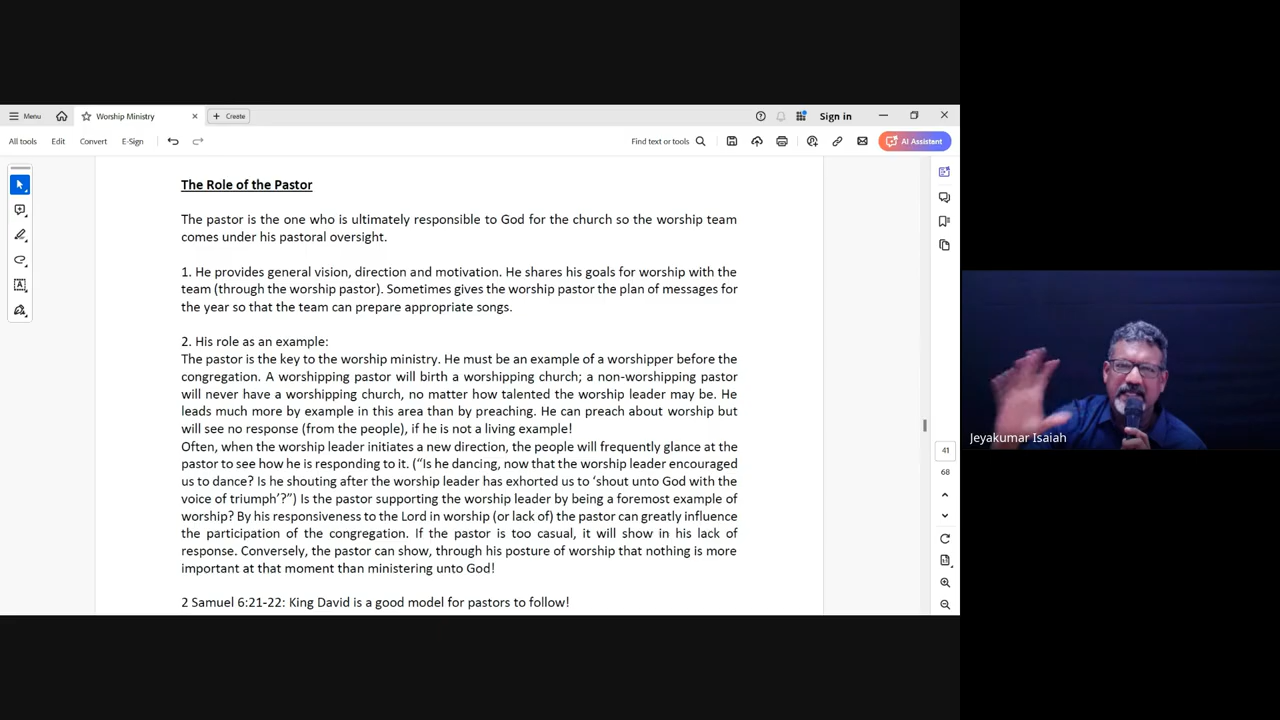 Menu
Worship Ministry
Create
Sign in
All tools
Edit
Convert
E-Sign
Find text or tools
AI Assistant
The Role of the Pastor
The pastor is the one who is ultimately responsible to God for the church so the worship team
comes under his pastoral oversight.
1. He provides general vision, direction and motivation. He shares his goals for worship with the
team (through the worship pastor). Sometimes gives the worship pastor the plan of messages for
the year so that the team can prepare appropriate songs.
2. His role as an example:
The pastor is the key to the worship ministry. He must be an example of a worshipper before the
congregation. A worshipping pastor will birth a worshipping church; a non-worshipping pastor
will never have a worshipping church, no matter how talented the worship leader may be. He
leads much more by example in this area than by preaching. He can preach about worship but
will see no response (from the people), if he is not a living example!
Often, when the worship leader initiates a new direction, the people will frequently glance at the
pastor to see how he is responding to it. (“Is he dancing, now that the worship leader encouraged
us to dance? Is he shouting after the worship leader has exhorted us to ‘shout unto God with the
voice of triumph’?”) Is the pastor supporting the worship leader by being a foremost example of
worship? By his responsiveness to the Lord in worship (or lack of) the pastor can greatly influence
the participation of the congregation. If the pastor is too casual, it will show in his lack of
response. Conversely, the pastor can show, through his posture of worship that nothing is more
important at that moment than ministering unto God!
2 Samuel 6:21-22: King David is a good model for pastors to follow!
41
68
Jeyakumar Isaiah